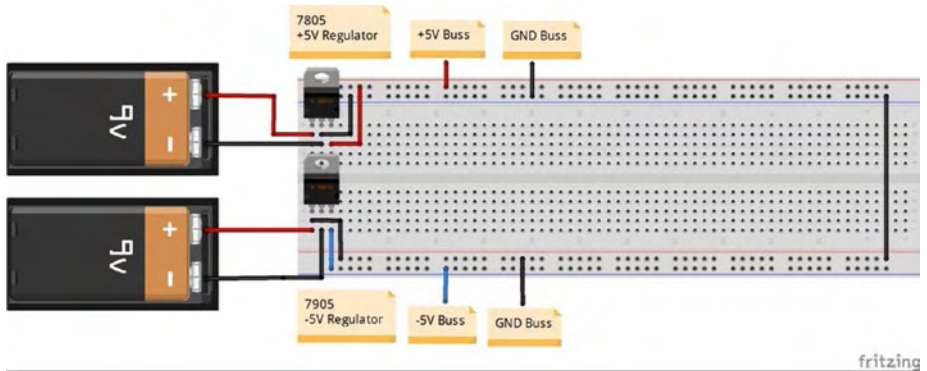 7805
+5V Regulator
+5V Buss
GND Buss
+
9V
-
+
9V
-
7905
-5V Regulator
-5V Buss
GND Buss
fritzing